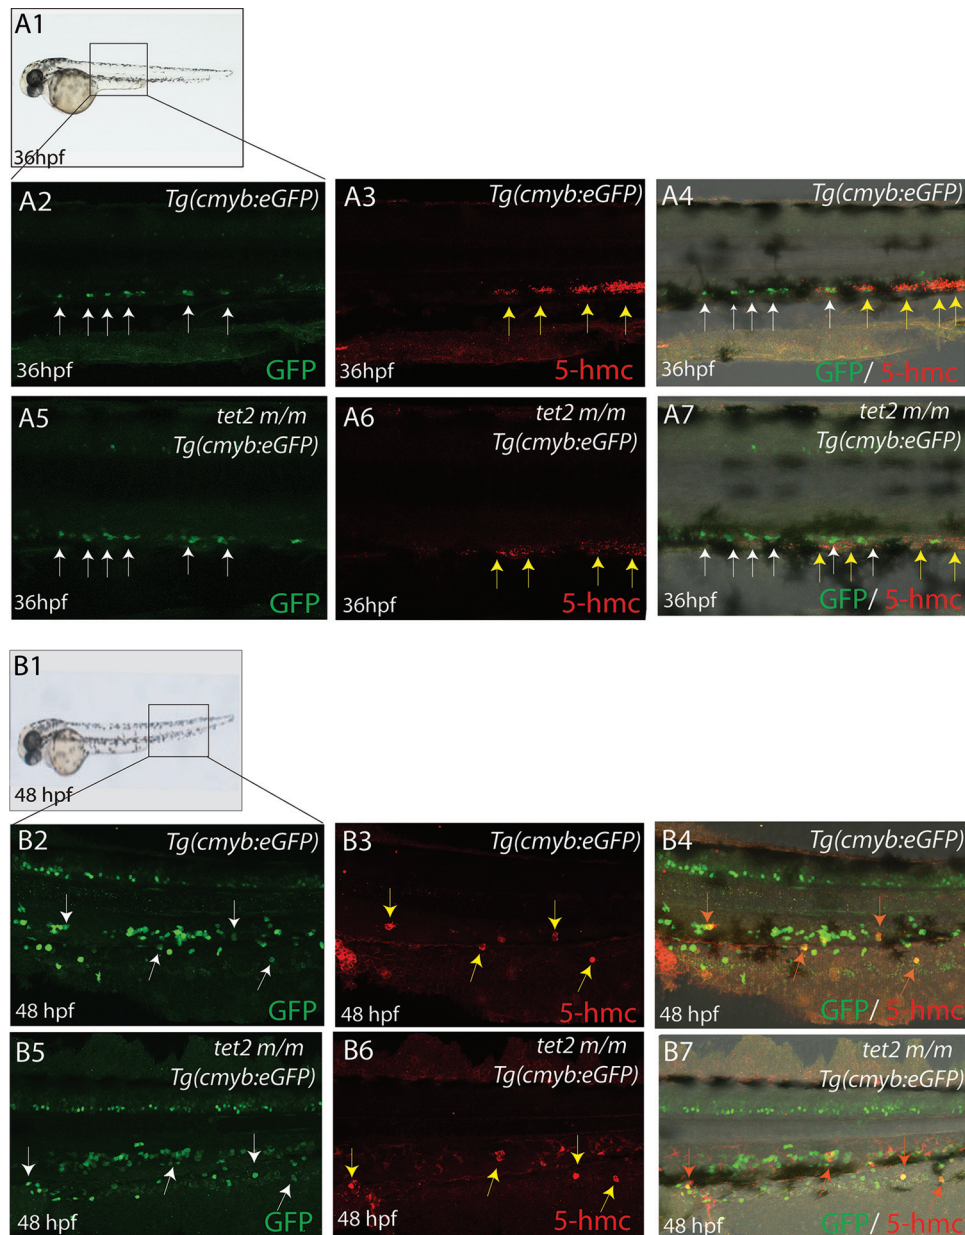 A1
36hpf
A2
Tg(cmyb:eGFP)
36hpf
GFP
A3
Tg(cmyb:eGFP)
36hpf
5-hmc
A4
Tg(cmyb:eGFP)
36hpf
GFP/ 5-hmc
A5
tet2 m/m
Tg(cmyb:eGFP)
36hpf
GFP
A6
tet2 m/m
Tg(cmyb:eGFP)
36hpf
5-hmc
A7
tet2 m/m
Tg(cmyb:eGFP)
36hpf
GFP/ 5-hmc
B1
48 hpf
B2
Tg(cmyb:eGFP)
48 hpf
GFP
B3
Tg(cmyb:eGFP)
48 hpf
5-hmc
B4
Tg(cmyb:eGFP)
48 hpf
GFP/ 5-hmc
B5
tet2 m/m
Tg(cmyb:eGFP)
48 hpf
GFP
B6
tet2 m/m
Tg(cmyb:eGFP)
48 hpf
5-hmc
B7
tet2 m/m
Tg(cmyb:eGFP)
48 hpf
GFP/ 5-hmc